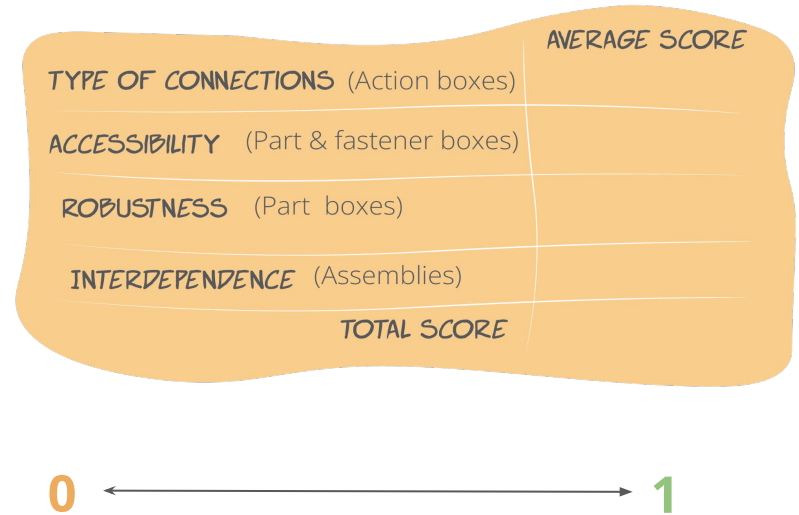 AVERAGE SCORE
TYPE OF CONNECTIONS (Action boxes)
ACCESSIBILITY (Part & fastener boxes)
ROBUSTNESS (Part boxes)
INTERDEPENDENCE (Assemblies)
TOTAL SCORE
0 1